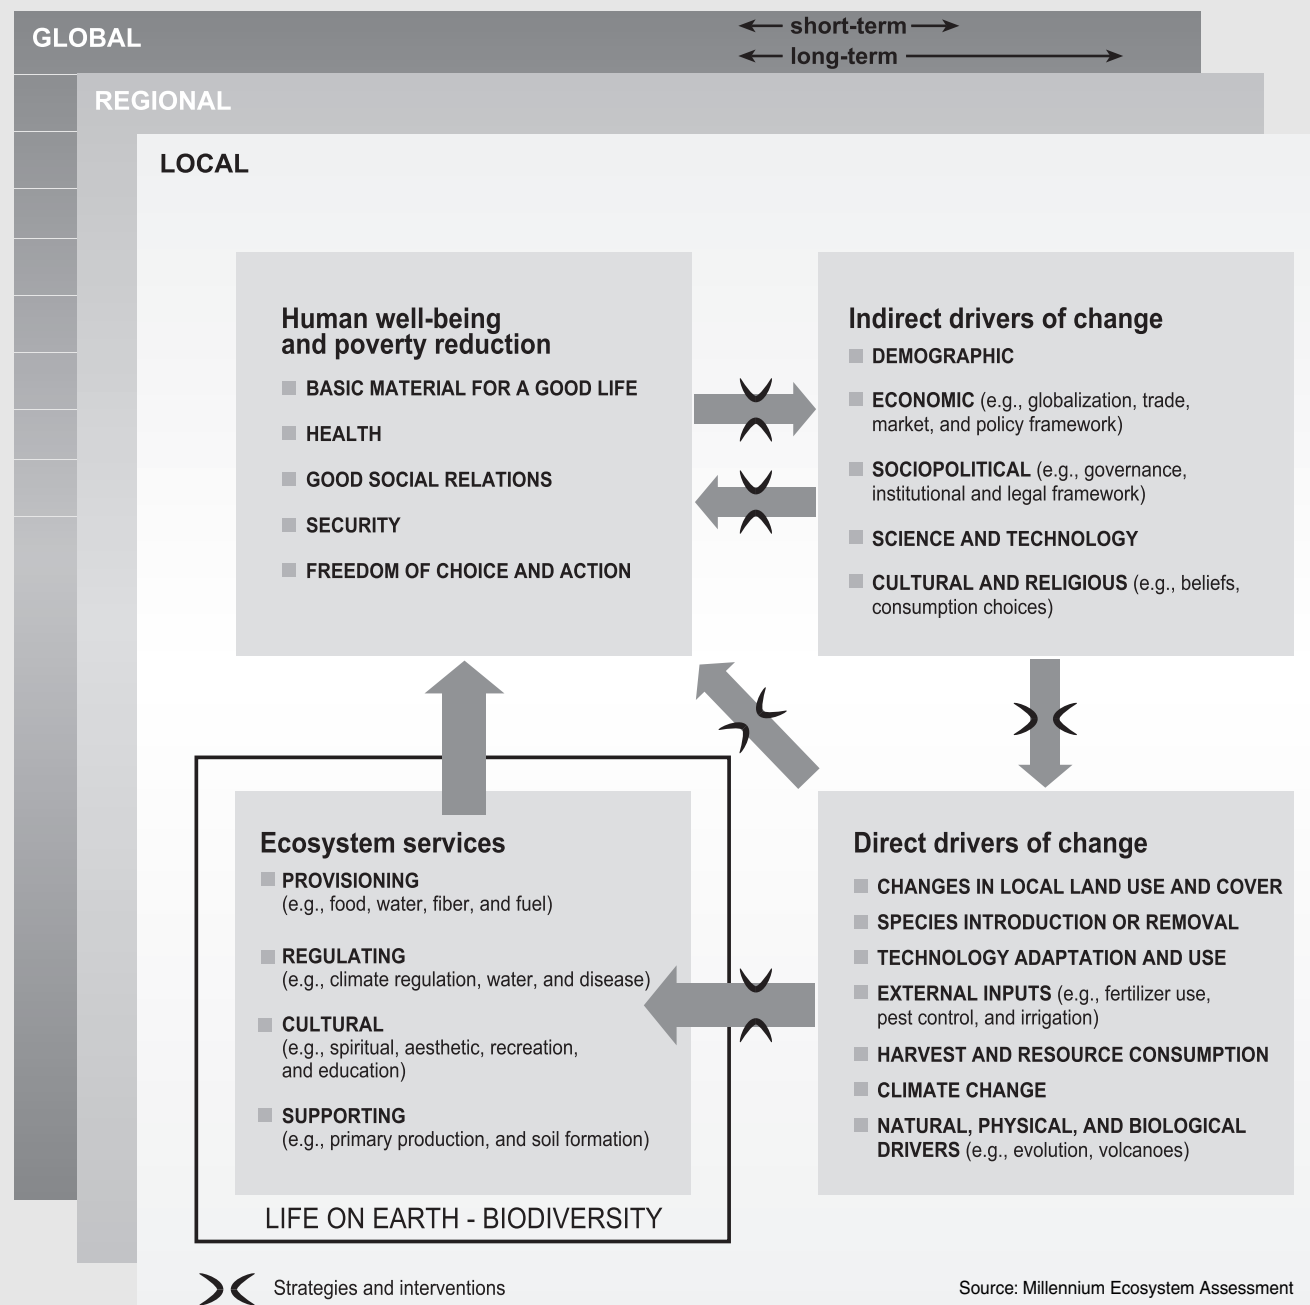 GLOBAL
short-term
long-term
REGIONAL
LOCAL
Human well-being
and poverty reduction
BASIC MATERIAL FOR A GOOD LIFE
HEALTH
GOOD SOCIAL RELATIONS
SECURITY
FREEDOM OF CHOICE AND ACTION
Indirect drivers of change
DEMOGRAPHIC
ECONOMIC (e.g., globalization, trade,
market, and policy framework)
SOCIOPOLITICAL (e.g., governance,
institutional and legal framework)
SCIENCE AND TECHNOLOGY
CULTURAL AND RELIGIOUS (e.g., beliefs,
consumption choices)
Ecosystem services
PROVISIONING
(e.g., food, water, fiber, and fuel)
REGULATING
(e.g., climate regulation, water, and disease)
CULTURAL
(e.g., spiritual, aesthetic, recreation,
and education)
SUPPORTING
(e.g., primary production, and soil formation)
LIFE ON EARTH - BIODIVERSITY
Direct drivers of change
CHANGES IN LOCAL LAND USE AND COVER
SPECIES INTRODUCTION OR REMOVAL
TECHNOLOGY ADAPTATION AND USE
EXTERNAL INPUTS (e.g., fertilizer use,
pest control, and irrigation)
HARVEST AND RESOURCE CONSUMPTION
CLIMATE CHANGE
NATURAL, PHYSICAL, AND BIOLOGICAL
DRIVERS (e.g., evolution, volcanoes)
Strategies and interventions
Source: Millennium Ecosystem Assessment